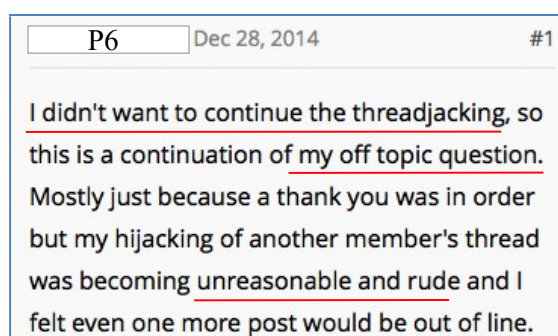 P6 Dec 28, 2014 #1
I didn't want to continue the threadjacking, so
this is a continuation of my off topic question.
Mostly just because a thank you was in order
but my hijacking of another member's thread
was becoming unreasonable and rude and I
felt even one more post would be out of line.